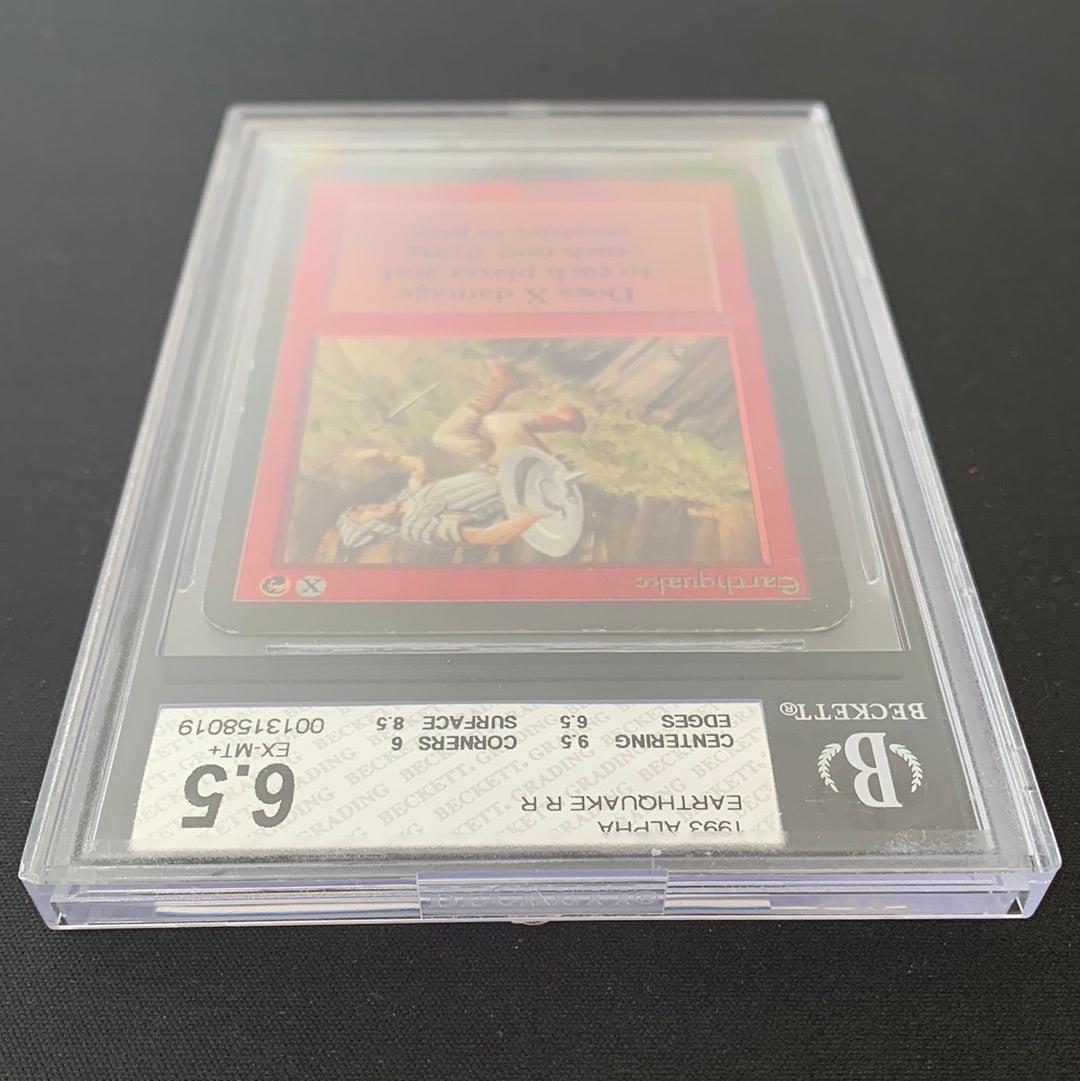 1993 ALPHA
EARTHQUAKE R R
CENTERING 9.5 CORNERS 6
EDGES 6.5 SURFACE 8.5
6.5
EX-MT+
0013158019
BECKETT®
B
Earthquake
X
Does X damage
to each player and
each non-flying
creature in play.